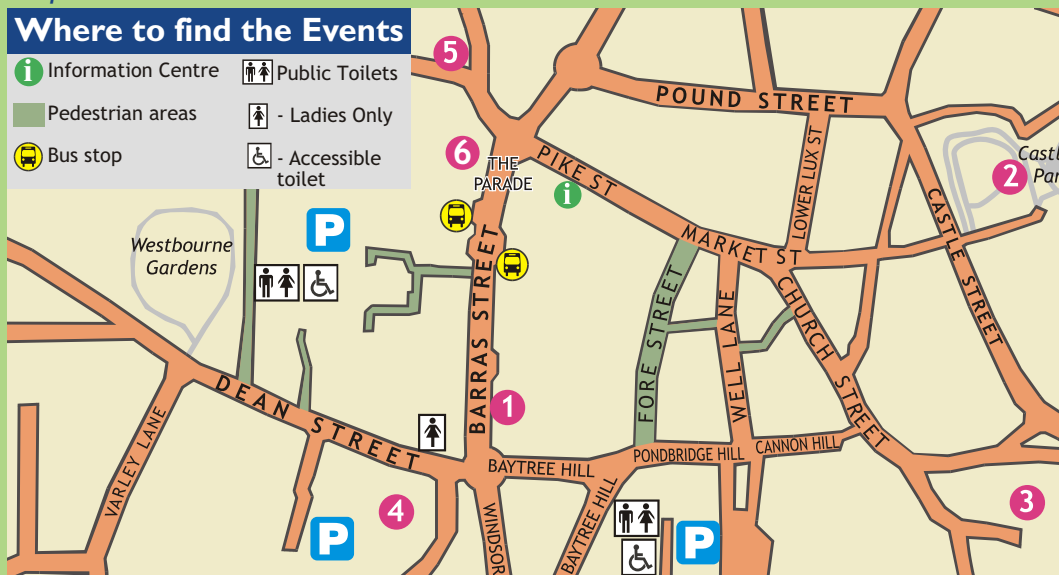 Where to find the Events
i Information Centre
Public Toilets
Pedestrian areas
- Ladies Only
Bus stop
- Accessible
toilet
5
POUND STREET
6
THE
PARADE
PIKE ST
i
LOWER LUX ST
2
CASTLE STREET
P
Westbourne
Gardens
BARRAS STREET
MARKET ST
FORE STREET
WELL LANE
CHURCH STREET
DEAN STREET
1
VARLEY LANE
BAYTREE HILL
PONDBRIDGE HILL
CANNON HILL
4
WINDSOR
BAYTREE HILL
3
P
P